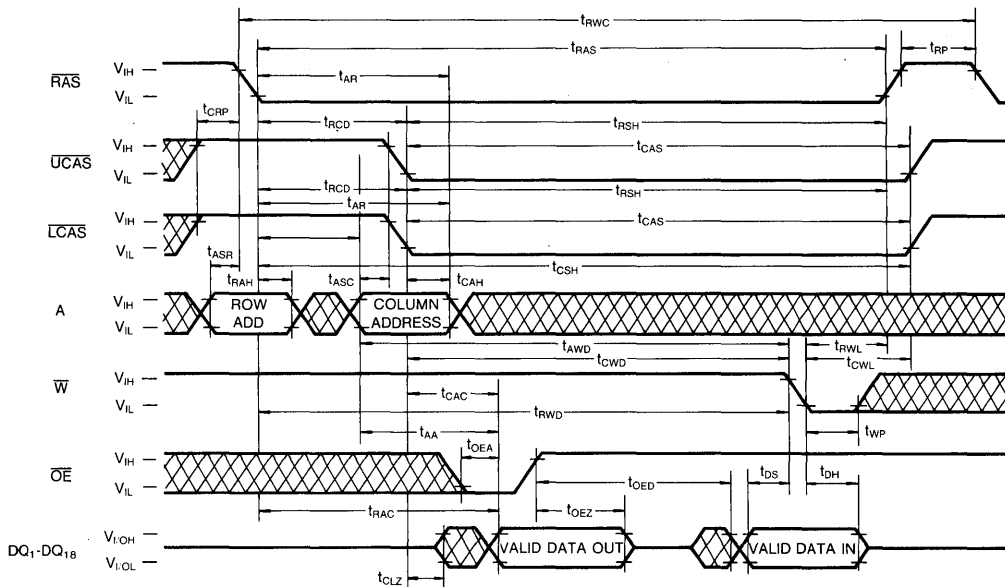 tRWC
tRAS
tRP
RAS
VIH
VIL
tAR
tCRP
tRCD
tRSH
UCAS
VIH
VIL
tCAS
tRCD
tRSH
tAR
LCAS
VIH
VIL
tCAS
tCSH
tASR
tRAH
tASC
tCAH
A
VIH
VIL
ROW
ADD
COLUMN
ADDRESS
tAWD
tRWL
tCWD
tCWL
W
VIH
VIL
tCAC
tRWD
tAA
tWP
tOEA
OE
VIH
VIL
tOED
tDS
tDH
tRAC
tOEZ
DQ1-DQ18
VI/OH
VI/OL
VALID DATA OUT
VALID DATA IN
tCLZ